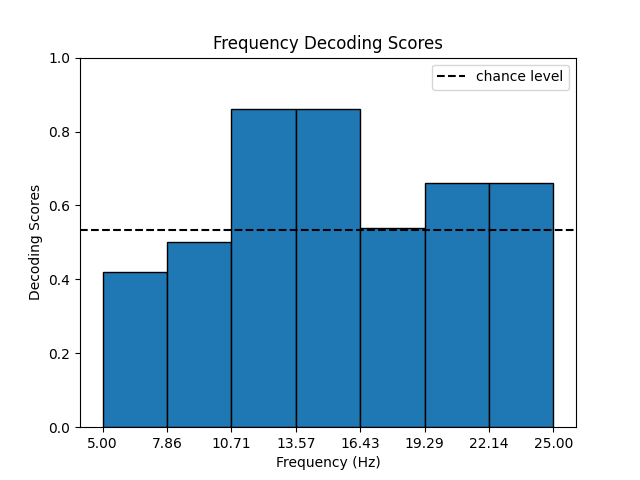 Frequency Decoding Scores
chance level
Decoding Scores
1.0
0.8
0.6
0.4
0.2
0.0
5.00 7.86 10.71 13.57 16.43 19.29 22.14 25.00
Frequency (Hz)